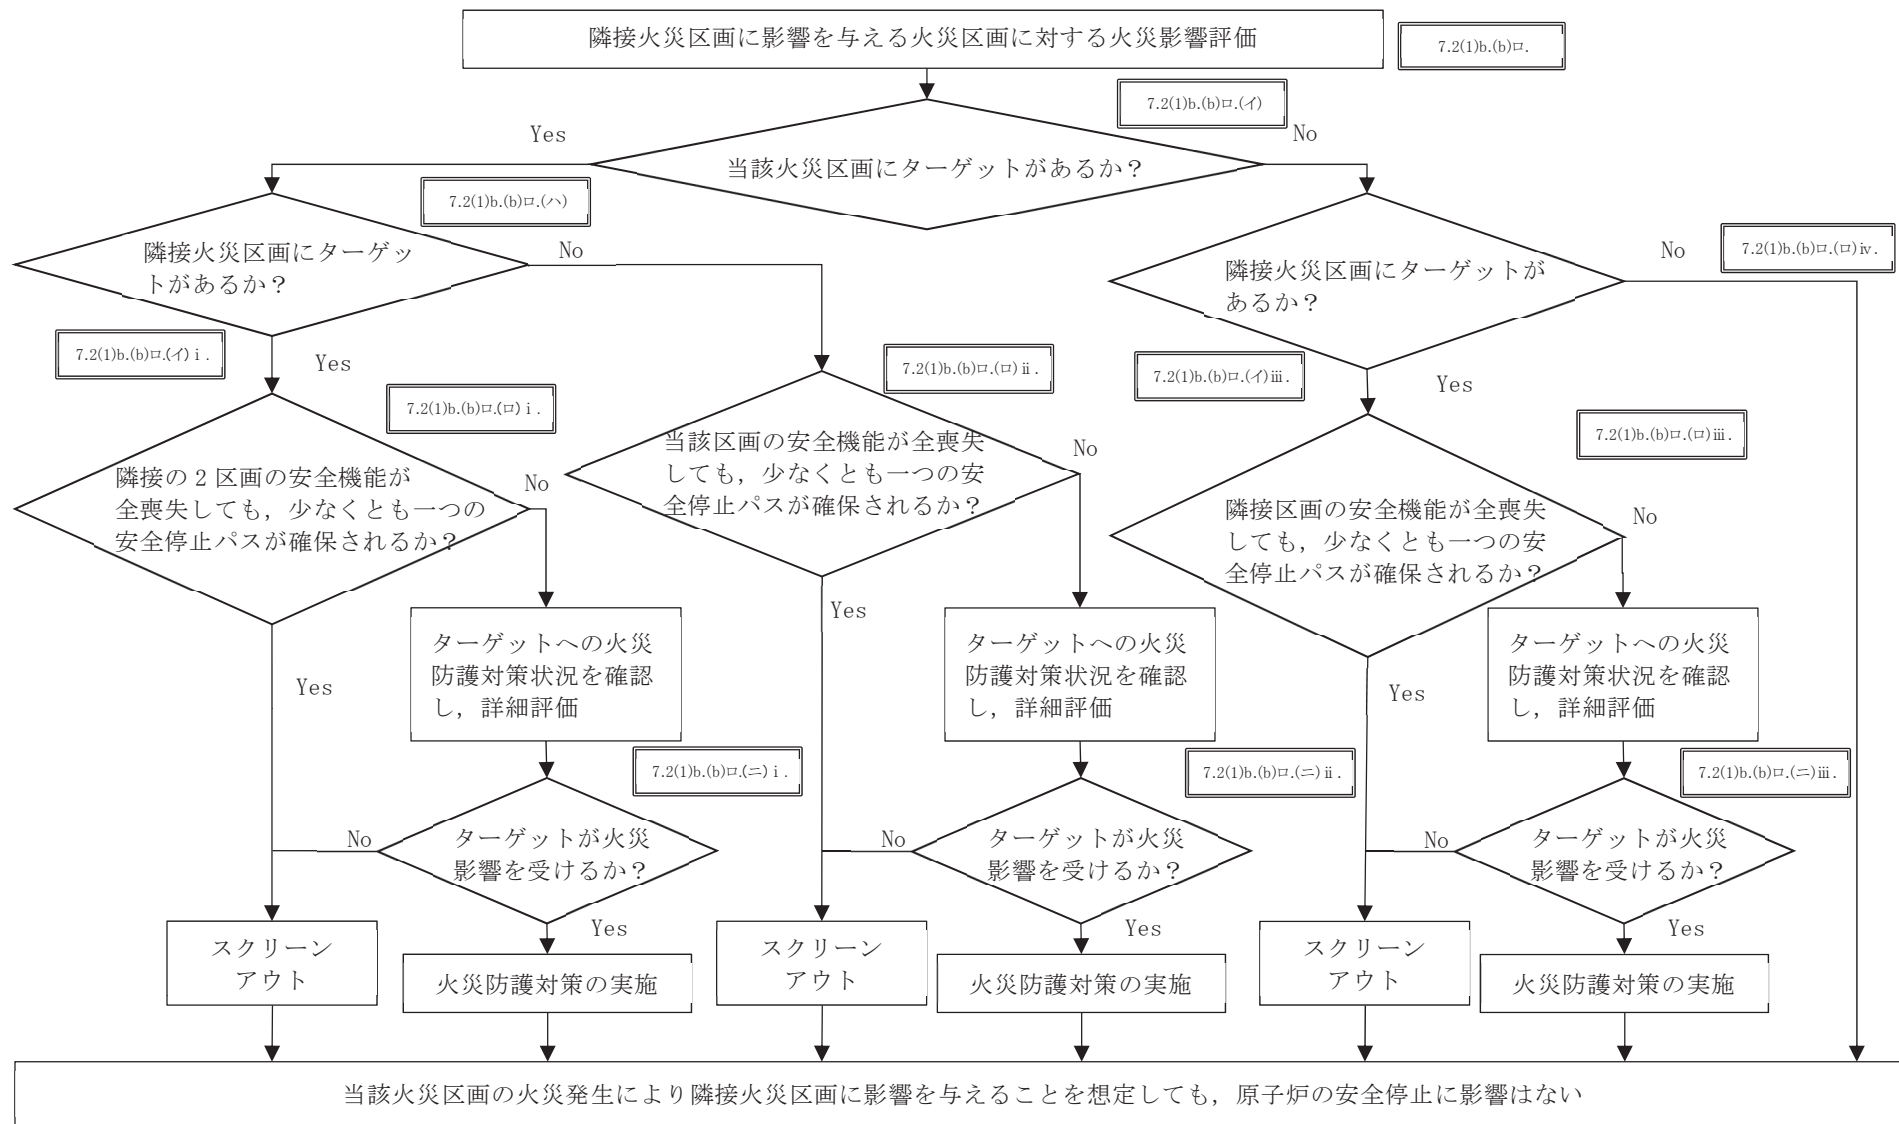 隣接火災区画に影響を与える火災区画に対する火災影響評価
7.2(1)b.(b)ロ.
7.2(1)b.(b)ロ.(イ)
Yes
No
当該火災区画にターゲットがあるか？
7.2(1)b.(b)ロ.(ハ)
隣接火災区画にターゲッ
トがあるか？
No
隣接火災区画にターゲットが
あるか？
No
7.2(1)b.(b)ロ.(ロ)ⅳ.
7.2(1)b.(b)ロ.(イ)ⅰ.
Yes
7.2(1)b.(b)ロ.(ロ)ⅰ.
7.2(1)b.(b)ロ.(ロ)ⅱ.
7.2(1)b.(b)ロ.(イ)ⅲ.
Yes
7.2(1)b.(b)ロ.(ロ)ⅲ.
隣接の２区画の安全機能が
全喪失しても，少なくとも一つの
安全停止パスが確保されるか？
No
当該区画の安全機能が全喪失
しても，少なくとも一つの安
全停止パスが確保されるか？
No
隣接区画の安全機能が全喪失
しても，少なくとも一つの安
全停止パスが確保されるか？
No
Yes
ターゲットへの火災
防護対策状況を確認
し，詳細評価
Yes
ターゲットへの火災
防護対策状況を確認
し，詳細評価
Yes
ターゲットへの火災
防護対策状況を確認
し，詳細評価
7.2(1)b.(b)ロ.(ニ)ⅰ.
7.2(1)b.(b)ロ.(ニ)ⅱ.
7.2(1)b.(b)ロ.(ニ)ⅲ.
No
ターゲットが火災
影響を受けるか？
No
ターゲットが火災
影響を受けるか？
No
ターゲットが火災
影響を受けるか？
Yes
Yes
Yes
スクリーン
アウト
火災防護対策の実施
スクリーン
アウト
火災防護対策の実施
スクリーン
アウト
火災防護対策の実施
当該火災区画の火災発生により隣接火災区画に影響を与えることを想定しても，原子炉の安全停止に影響はない